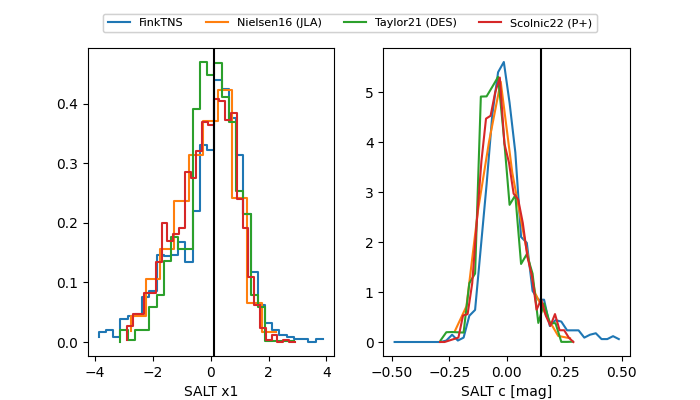 FinkTNS Nielsen16 (JLA) Taylor21 (DES) Scolnic22 (P+)
0.4
0.3
0.2
0.1
0.0
−4 −2 0 2 4
SALT x1
5
4
3
2
1
0
−0.50 −0.25 0.00 0.25 0.50
SALT c [mag]